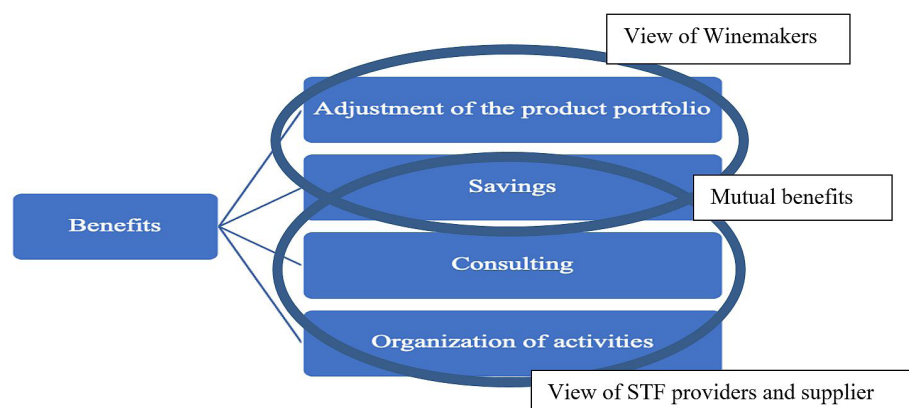 View of Winemakers
Adjustment of the product portfolio
Savings
Mutual benefits
Benefits
Consulting
Organization of activities
View of STF providers and supplier